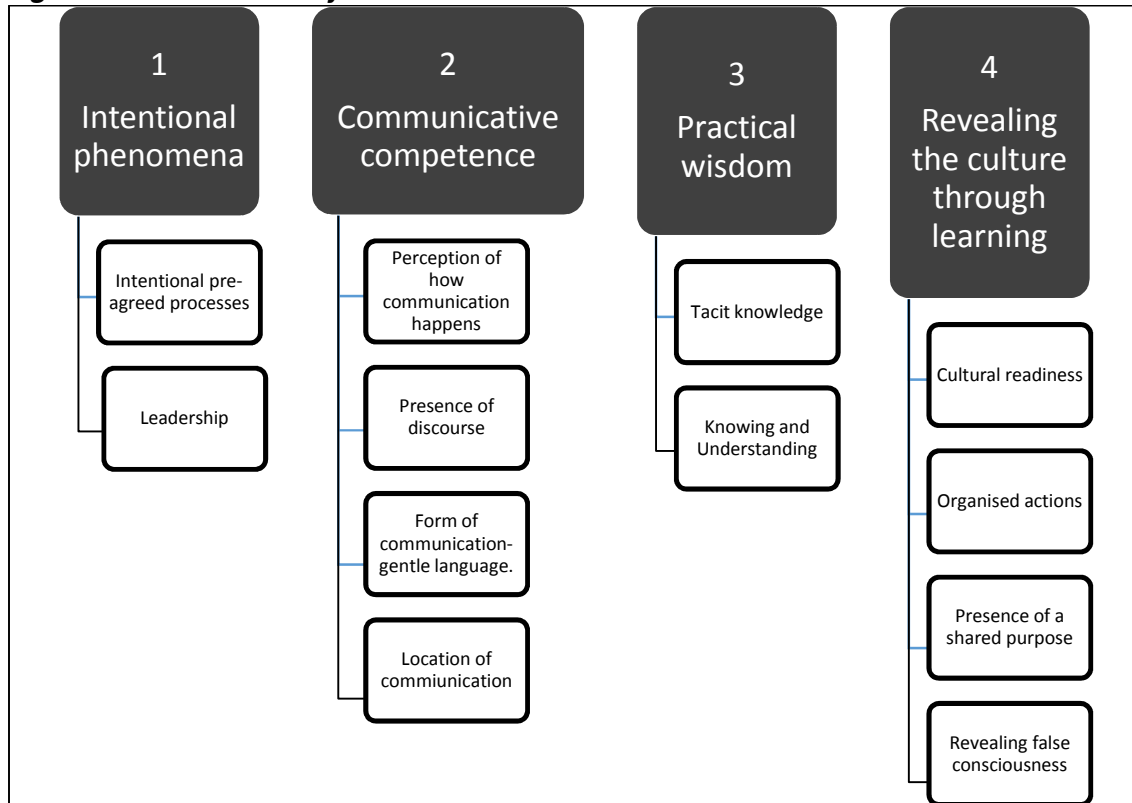 1
Intentional
phenomena
Intentional pre-
agreed processes
Leadership
2
Communicative
competence
Perception of
how
communication
happens
Presence of
discourse
Form of
communication-
gentle language.
Location of
commiunication
3
Practical
wisdom
Tacit knowledge
Knowing and
Understanding
4
Revealing
the culture
through
learning
Cultural readiness
Organised actions
Presence of a
shared purpose
Revealing false
consciousness